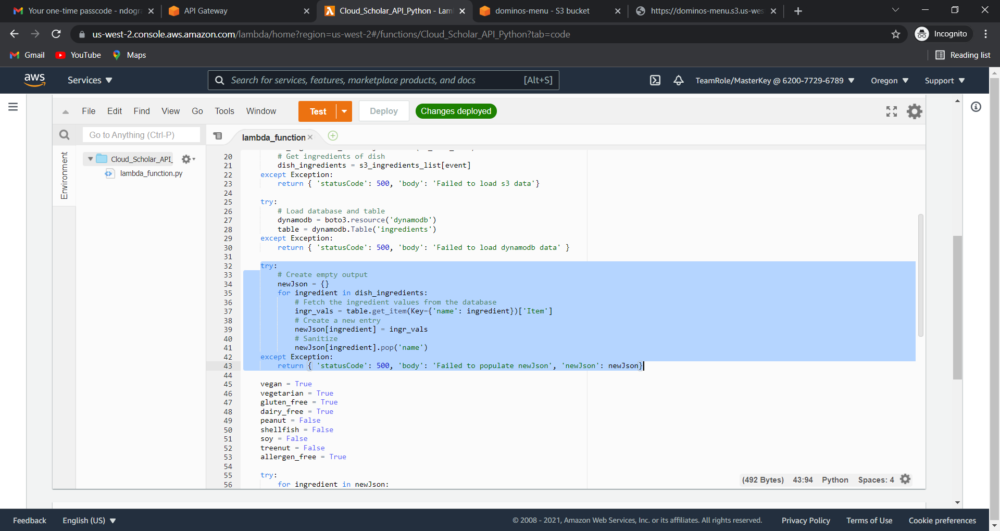 Your one-time passcode - ndogra
API Gateway
Cloud_Scholar_API_Python - Lam
dominos-menu - S3 bucket
https://dominos-menu.s3.us-wes
us-west-2.console.aws.amazon.com/lambda/home?region=us-west-2#/functions/Cloud_Scholar_API_Python?tab=code
Incognito
Gmail
YouTube
Maps
Reading list
aws
Services
Search for services, features, marketplace products, and docs
[Alt+S]
TeamRole/MasterKey @ 6200-7729-6789
Oregon
Support
File Edit Find View Go Tools Window
Test
Deploy
Changes deployed
Go to Anything (Ctrl-P)
lambda_function
Environment
Cloud_Scholar_API_
lambda_function.py
20 # Get ingredients of dish
21 dish_ingredients = s3_ingredients_list[event]
22 except Exception:
23 return { 'statusCode': 500, 'body': 'Failed to load s3 data'}
24
25 try:
26 # Load database and table
27 dynamodb = boto3.resource('dynamodb')
28 table = dynamodb.Table('ingredients')
29 except Exception:
30 return { 'statusCode': 500, 'body': 'Failed to load dynamodb data' }
31
32 try:
33 # Create empty output
34 newJson = {}
35 for ingredient in dish_ingredients:
36 # Fetch the ingredient values from the database
37 ingr_vals = table.get_item(Key={'name': ingredient})['Item']
38 # Create a new entry
39 newJson[ingredient] = ingr_vals
40 # Sanitize
41 newJson[ingredient].pop('name')
42 except Exception:
43 return { 'statusCode': 500, 'body': 'Failed to populate newJson', 'newJson': newJson}
44
45 vegan = True
46 vegetarian = True
47 gluten_free = True
48 dairy_free = True
49 peanut = False
50 shellfish = False
51 soy = False
52 treenut = False
53 allergen_free = True
54
55 try:
56 for ingredient in newJson:
(492 Bytes) 43:94 Python Spaces: 4
Feedback
English (US)
© 2008 - 2021, Amazon Web Services, Inc. or its affiliates. All rights reserved.
Privacy Policy
Terms of Use
Cookie preferences